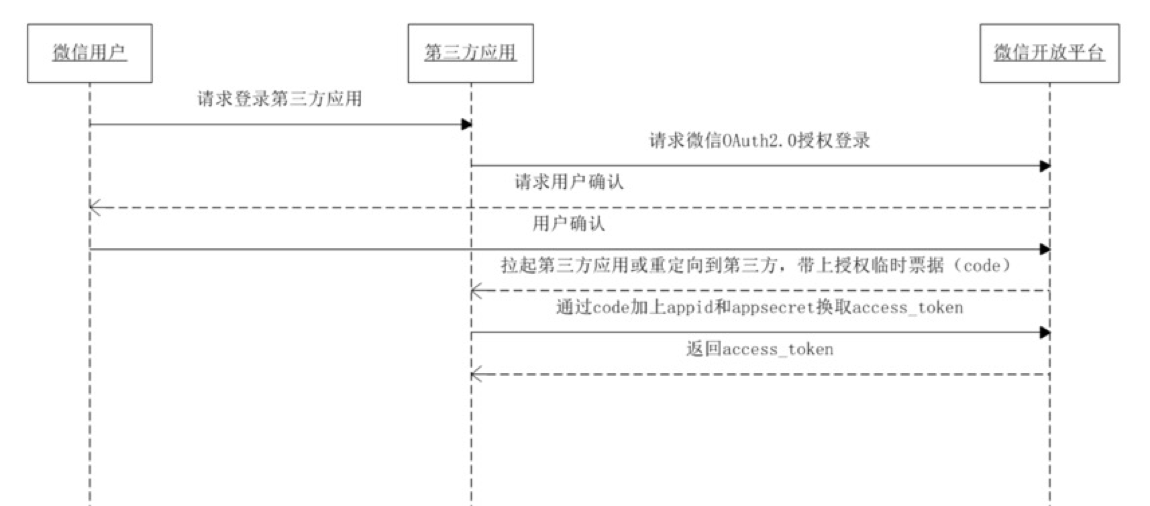 微信用户
第三方应用
微信开放平台
请求登录第三方应用
请求微信OAuth2.0授权登录
请求用户确认
用户确认
拉起第三方应用或重定向到第三方，带上授权临时票据（code）
通过code加上appid和appsecret换取access_token
返回access_token